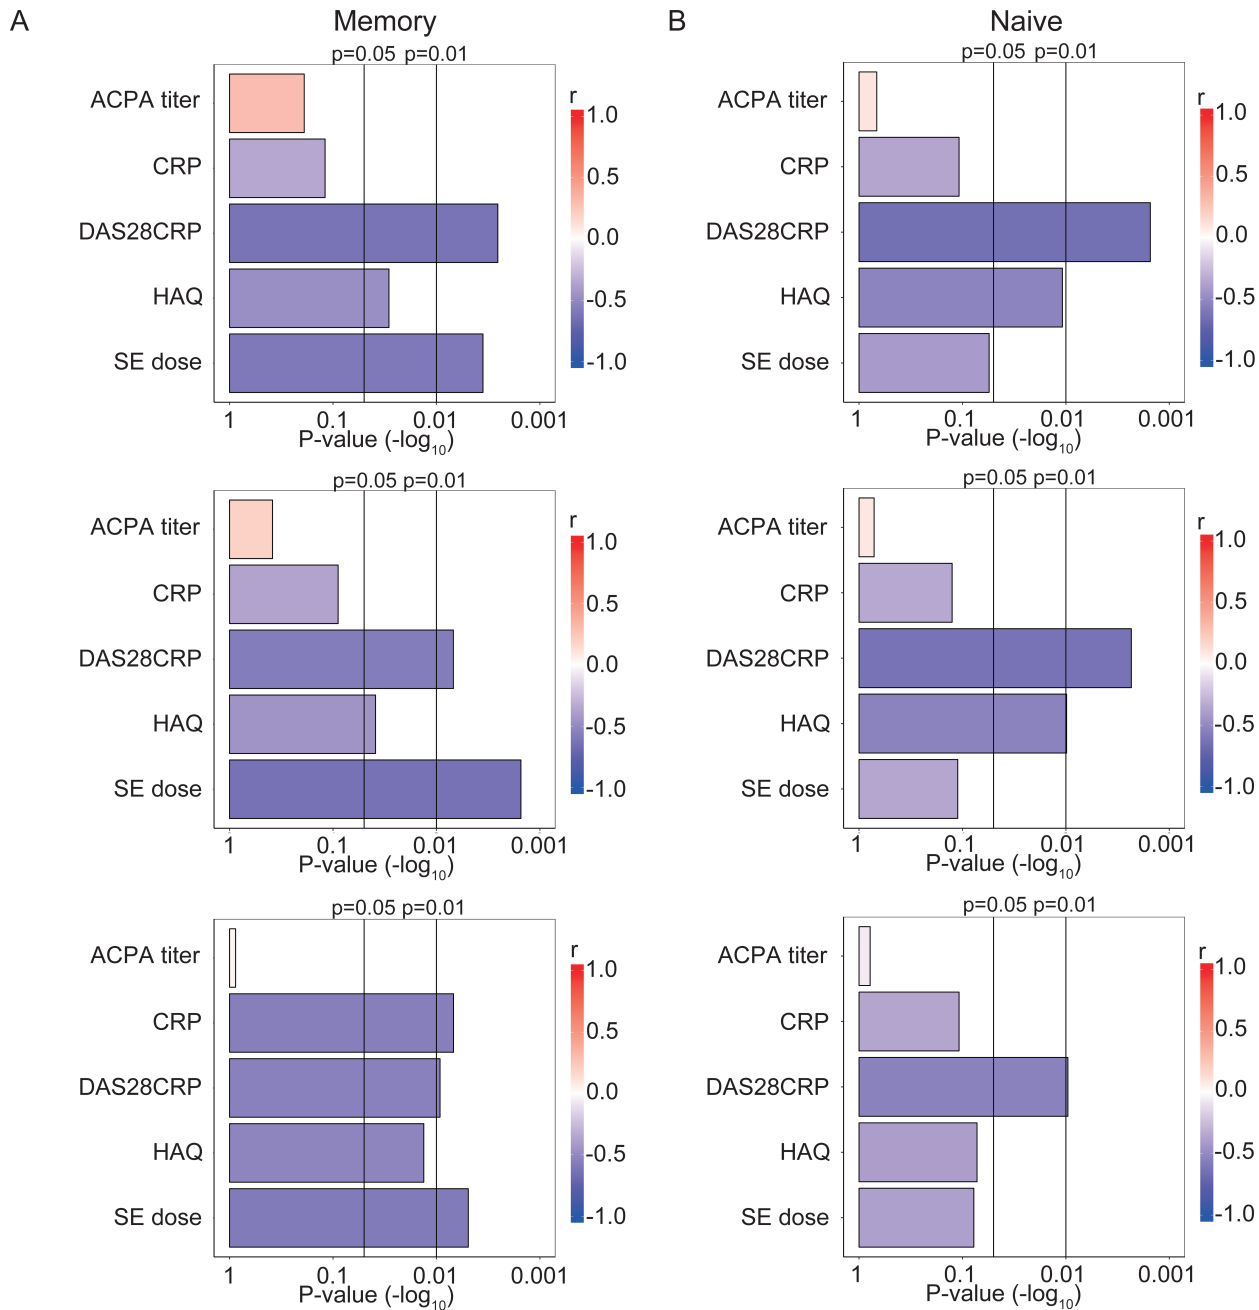 A
Memory
p=0.05 p=0.01
ACPA titer
CRP
DAS28CRP
HAQ
SE dose
1 0.1 0.01 0.001
P-value (-log10)
r
1.0
0.5
0.0
-0.5
-1.0
p=0.05 p=0.01
ACPA titer
CRP
DAS28CRP
HAQ
SE dose
1 0.1 0.01 0.001
P-value (-log10)
r
1.0
0.5
0.0
-0.5
-1.0
p=0.05 p=0.01
ACPA titer
CRP
DAS28CRP
HAQ
SE dose
1 0.1 0.01 0.001
P-value (-log10)
r
1.0
0.5
0.0
-0.5
-1.0
B
Naive
p=0.05 p=0.01
ACPA titer
CRP
DAS28CRP
HAQ
SE dose
1 0.1 0.01 0.001
P-value (-log10)
r
1.0
0.5
0.0
-0.5
-1.0
p=0.05 p=0.01
ACPA titer
CRP
DAS28CRP
HAQ
SE dose
1 0.1 0.01 0.001
P-value (-log10)
r
1.0
0.5
0.0
-0.5
-1.0
p=0.05 p=0.01
ACPA titer
CRP
DAS28CRP
HAQ
SE dose
1 0.1 0.01 0.001
P-value (-log10)
r
1.0
0.5
0.0
-0.5
-1.0